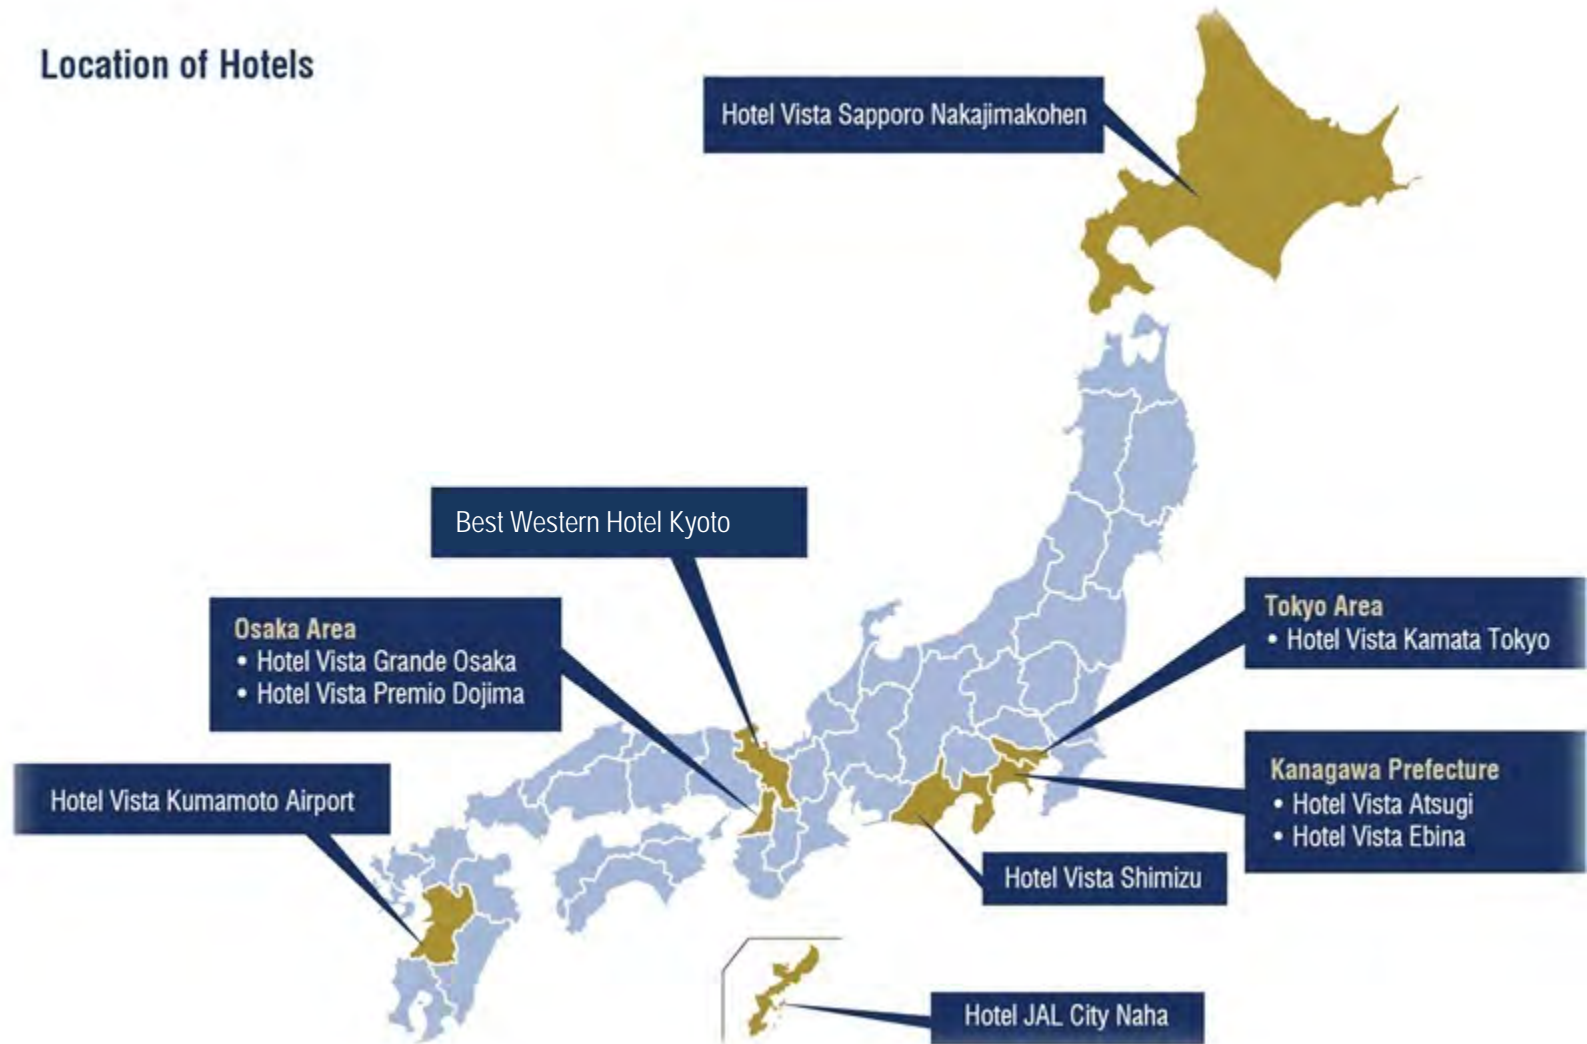 Location of Hotels
Hotel Vista Sapporo Nakajimakohen
Best Western Hotel Kyoto
Osaka Area
• Hotel Vista Grande Osaka
• Hotel Vista Premio Dojima
Tokyo Area
• Hotel Vista Kamata Tokyo
Kanagawa Prefecture
• Hotel Vista Atsugi
• Hotel Vista Ebina
Hotel Vista Kumamoto Airport
Hotel Vista Shimizu
Hotel JAL City Naha